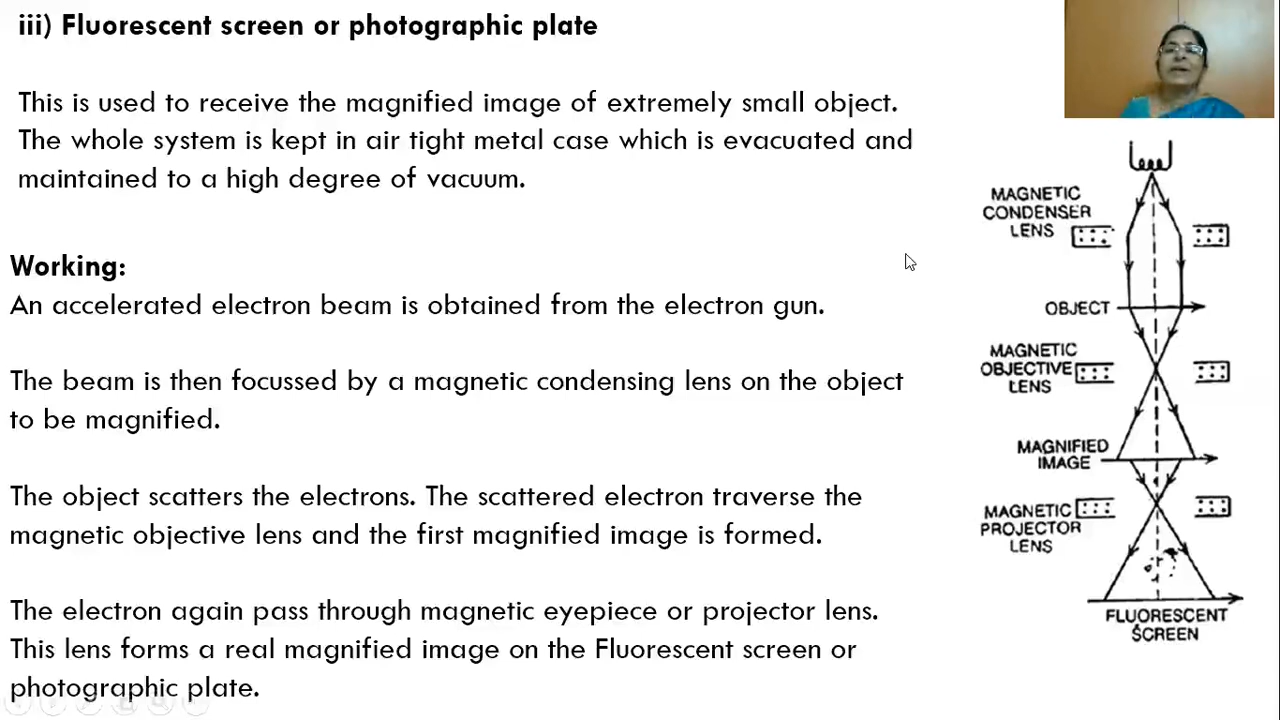 iii) Fluorescent screen or photographic plate
This is used to receive the magnified image of extremely small object.
The whole system is kept in air tight metal case which is evacuated and
maintained to a high degree of vacuum.
Working:
An accelerated electron beam is obtained from the electron gun.
The beam is then focussed by a magnetic condensing lens on the object
to be magnified.
The object scatters the electrons. The scattered electron traverse the
magnetic objective lens and the first magnified image is formed.
The electron again pass through magnetic eyepiece or projector lens.
This lens forms a real magnified image on the Fluorescent screen or
photographic plate.
MAGNETIC
CONDENSER
LENS
OBJECT
MAGNETIC
OBJECTIVE
LENS
MAGNIFIED
IMAGE
MAGNETIC
PROJECTOR
LENS
FLUORESCENT
SCREEN